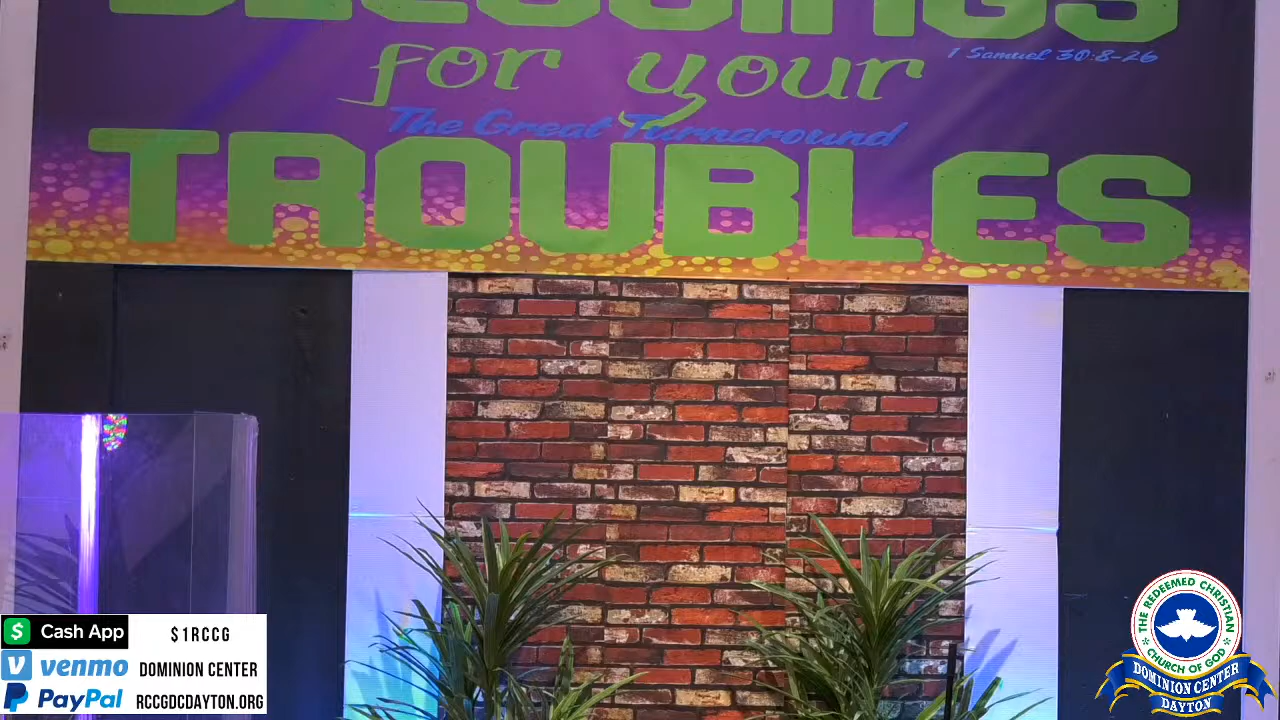 BLESSINGS
for your
1 Samuel 30:8-26
The Great Turnaround
TROUBLES
Cash App
$1RCCG
venmo
DOMINION CENTER
PayPal
RCCGDCDAYTON.ORG
THE REDEEMED CHRISTIAN
CHURCH OF GOD
DOMINION CENTER
DAYTON